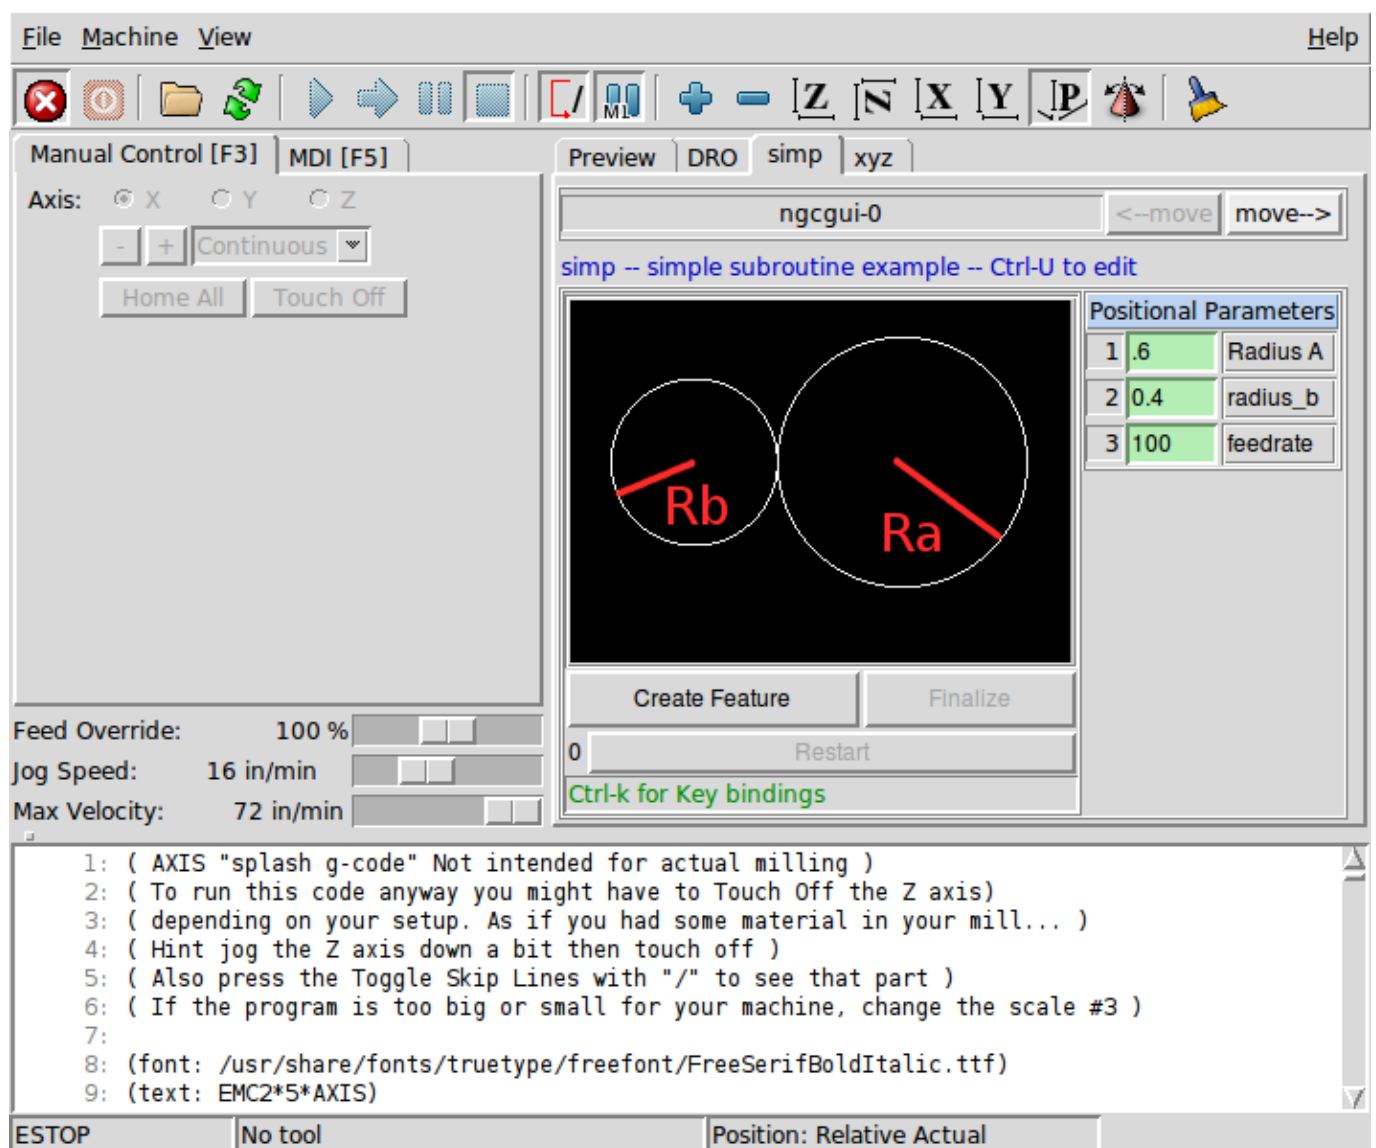 File Machine View Help
M1 Z N X Y P
Manual Control [F3] MDI [F5]
Preview DRO simp xyz
Axis: X Y Z
- + Continuous
Home All Touch Off
ngcgui-0 <--move move-->
simp -- simple subroutine example -- Ctrl-U to edit
Rb
Ra
Positional Parameters
1 .6 Radius A
2 0.4 radius_b
3 100 feedrate
Create Feature Finalize
0 Restart
Ctrl-k for Key bindings
Feed Override: 100 %
Jog Speed: 16 in/min
Max Velocity: 72 in/min
1: ( AXIS "splash g-code" Not intended for actual milling )
2: ( To run this code anyway you might have to Touch Off the Z axis)
3: ( depending on your setup. As if you had some material in your mill... )
4: ( Hint jog the Z axis down a bit then touch off )
5: ( Also press the Toggle Skip Lines with "/" to see that part )
6: ( If the program is too big or small for your machine, change the scale #3 )
7:
8: (font: /usr/share/fonts/truetype/freefont/FreeSerifBoldItalic.ttf)
9: (text: EMC2*5*AXIS)
ESTOP No tool Position: Relative Actual